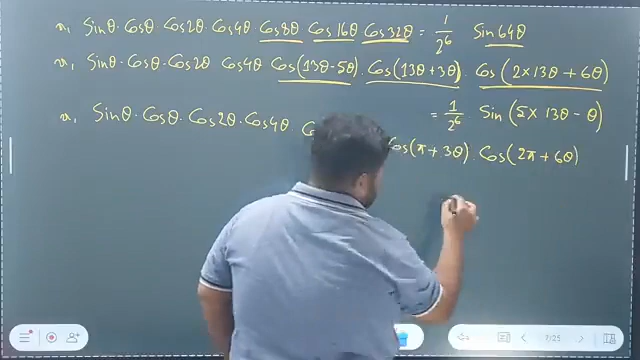 বা, Sinθ·Cosθ·Cos2θ·Cos4θ Cos8θ Cos16θ Cos32θ = 1/2⁶ Sin64θ
বা, Sinθ·Cosθ·Cos2θ Cos4θ Cos(13θ-5θ)·Cos(13θ+3θ)·Cos(2×13θ+6θ)
= 1/2⁶ Sin(5×13θ-θ)
বা, Sinθ·Cosθ·Cos2θ·Cos4θ· Cos(π+3θ)·Cos(2π+6θ)
7/25